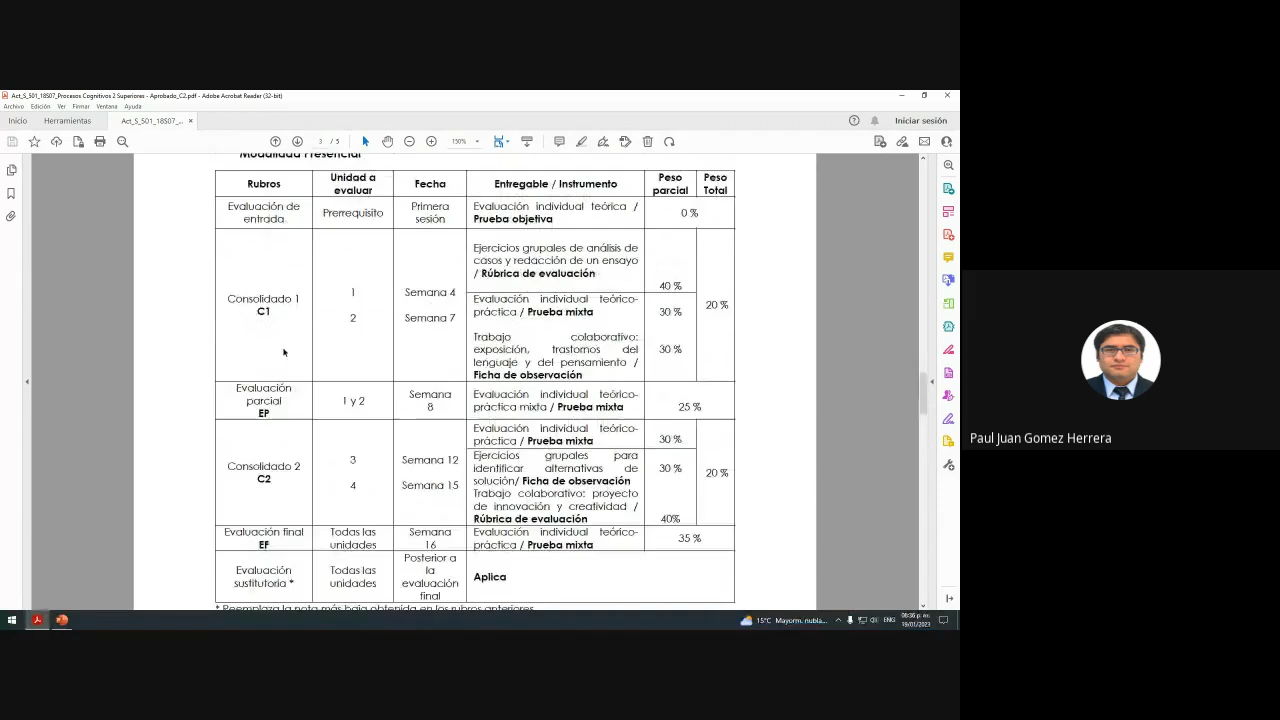 Act_S_501_18S07_Procesos Cognitivos 2 Superiores - Aprobado_C2.pdf - Adobe Acrobat Reader (32-bit)
Archivo Edición Ver Firmar Ventana Ayuda
Inicio Herramientas Act_S_501_18S07_... × Iniciar sesión
3 / 5 150%
Modalidad Presencial
Rubros Unidad a evaluar Fecha Entregable / Instrumento Peso parcial Peso Total
Evaluación de entrada Prerrequisito Primera sesión Evaluación individual teórica / Prueba objetiva 0 %
Consolidado 1
C1
1
2
Semana 4
Semana 7
Ejercicios grupales de análisis de
casos y redacción de un ensayo
/ Rúbrica de evaluación
40 %
Evaluación individual teórico-
práctica / Prueba mixta
30 %
Trabajo colaborativo:
exposición, trastornos del
lenguaje y del pensamiento /
Ficha de observación
30 %
20 %
Evaluación
parcial
EP
1 y 2
Semana
8
Evaluación individual teórico-
práctica mixta / Prueba mixta
25 %
Consolidado 2
C2
3
4
Semana 12
Semana 15
Evaluación individual teórico-
práctica / Prueba mixta
30 %
Ejercicios grupales para
identificar alternativas de
solución/ Ficha de observación
30 %
Trabajo colaborativo: proyecto
de innovación y creatividad /
Rúbrica de evaluación
40%
20 %
Evaluación final
EF
Todas las
unidades
Semana
16
Evaluación individual teórico-
práctica / Prueba mixta
35 %
Evaluación
sustitutoria *
Todas las
unidades
Posterior a
la
evaluación
final
Aplica
* Reemplaza la nota más baja obtenida en los rubros anteriores
15°C Mayorm. nubla... ENG
08:36 p. m.
19/01/2023
Paul Juan Gomez Herrera